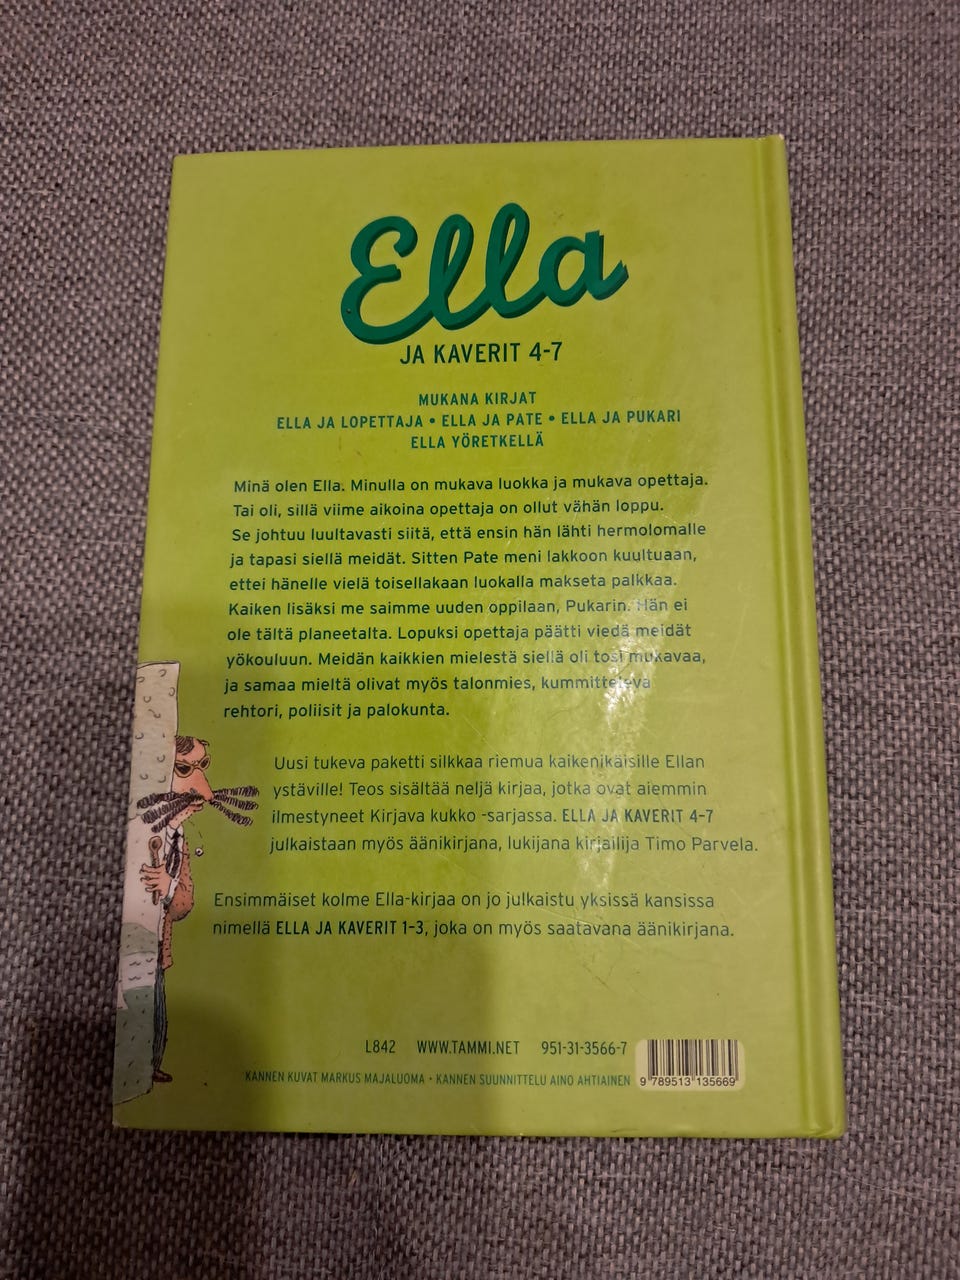 Ella
JA KAVERIT 4-7
MUKANA KIRJAT
ELLA JA LOPETTAJA • ELLA JA PATE • ELLA JA PUKARI
ELLA YÖRETKELLÄ
Minä olen Ella. Minulla on mukava luokka ja mukava opettaja.
Tai oli, sillä viime aikoina opettaja on ollut vähän loppu.
Se johtuu luultavasti siitä, että ensin hän lähti hermolomalle
ja tapasi siellä meidät. Sitten Pate meni lakkoon kuultuaan,
ettei hänelle vielä toisellakaan luokalla makseta palkkaa.
Kaiken lisäksi me saimme uuden oppilaan, Pukarin. Hän ei
ole tältä planeetalta. Lopuksi opettaja päätti viedä meidät
yökouluun. Meidän kaikkien mielestä siellä oli tosi mukavaa,
ja samaa mieltä olivat myös talonmies, kummitteleva
rehtori, poliisit ja palokunta.
Uusi tukeva paketti silkkaa riemua kaikenikäisille Ellan
ystäville! Teos sisältää neljä kirjaa, jotka ovat aiemmin
ilmestyneet Kirjava kukko -sarjassa. ELLA JA KAVERIT 4-7
julkaistaan myös äänikirjana, lukijana kirjailija Timo Parvela.
Ensimmäiset kolme Ella-kirjaa on jo julkaistu yksissä kansissa
nimellä ELLA JA KAVERIT 1-3, joka on myös saatavana äänikirjana.
L842 WWW.TAMMI.NET 951-31-3566-7
KANNEN KUVAT MARKUS MAJALUOMA • KANNEN SUUNNITTELU AINO AHTIAINEN
9 789513 135669